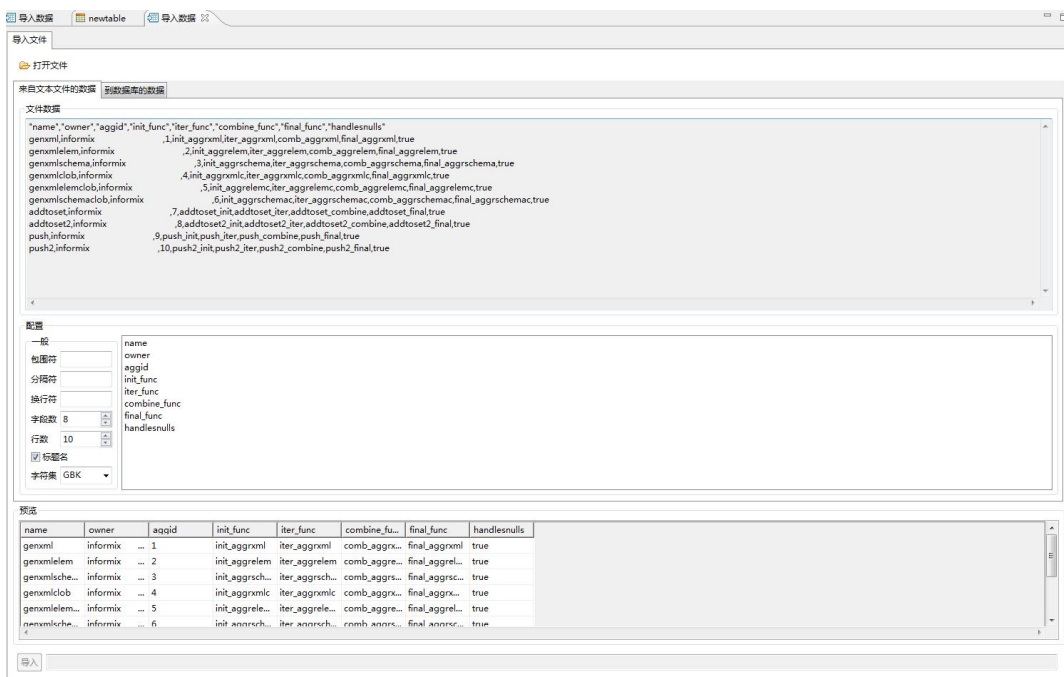 导入数据 newtable 导入数据
导入文件
打开文件
来自文本文件的数据 到数据库的数据
文件数据
"name","owner","aggid","init_func","iter_func","combine_func","final_func","handlesnulls"
genxml,informix ,1,init_aggrxml,iter_aggrxml,comb_aggrxml,final_aggrxml,true
genxmlelem,informix ,2,init_aggrelem,iter_aggrelem,comb_aggrelem,final_aggrelem,true
genxmlschema,informix ,3,init_aggrschema,iter_aggrschema,comb_aggrschema,final_aggrschema,true
genxmlclob,informix ,4,init_aggrxmlc,iter_aggrxmlc,comb_aggrxmlc,final_aggrxmlc,true
genxmlelemclob,informix ,5,init_aggrelemc,iter_aggrelemc,comb_aggrelemc,final_aggrelemc,true
genxmlschemaclob,informix ,6,init_aggrschemac,iter_aggrschemac,comb_aggrschemac,final_aggrschemac,true
addtoset,informix ,7,addtoset_init,addtoset_iter,addtoset_combine,addtoset_final,true
addtoset2,informix ,8,addtoset2_init,addtoset2_iter,addtoset2_combine,addtoset2_final,true
push,informix ,9,push_init,push_iter,push_combine,push_final,true
push2,informix ,10,push2_init,push2_iter,push2_combine,push2_final,true
配置
一般
包围符
分隔符
换行符
字段数 8
行数 10
标题名
字符集 GBK
name
owner
aggid
init_func
iter_func
combine_func
final_func
handlesnulls
预览
name owner aggid init_func iter_func combine_fu... final_func handlesnulls
genxml informix ... 1 init_aggrxml iter_aggrxml comb_aggrx... final_aggrxml true
genxmlelem informix ... 2 init_aggrelem iter_aggrelem comb_aggre... final_aggrel... true
genxmlsche... informix ... 3 init_aggrsch... iter_aggrsch... comb_aggrs... final_aggrsc... true
genxmlclob informix ... 4 init_aggrxmlc iter_aggrxmlc comb_aggrx... final_aggrx... true
genxmlelem... informix ... 5 init_aggrele... iter_aggrele... comb_aggre... final_aggrel... true
genxmlsche... informix ... 6 init_aggrsch... iter_aggrsch... comb_aggrs... final_aggrsc... true
导入